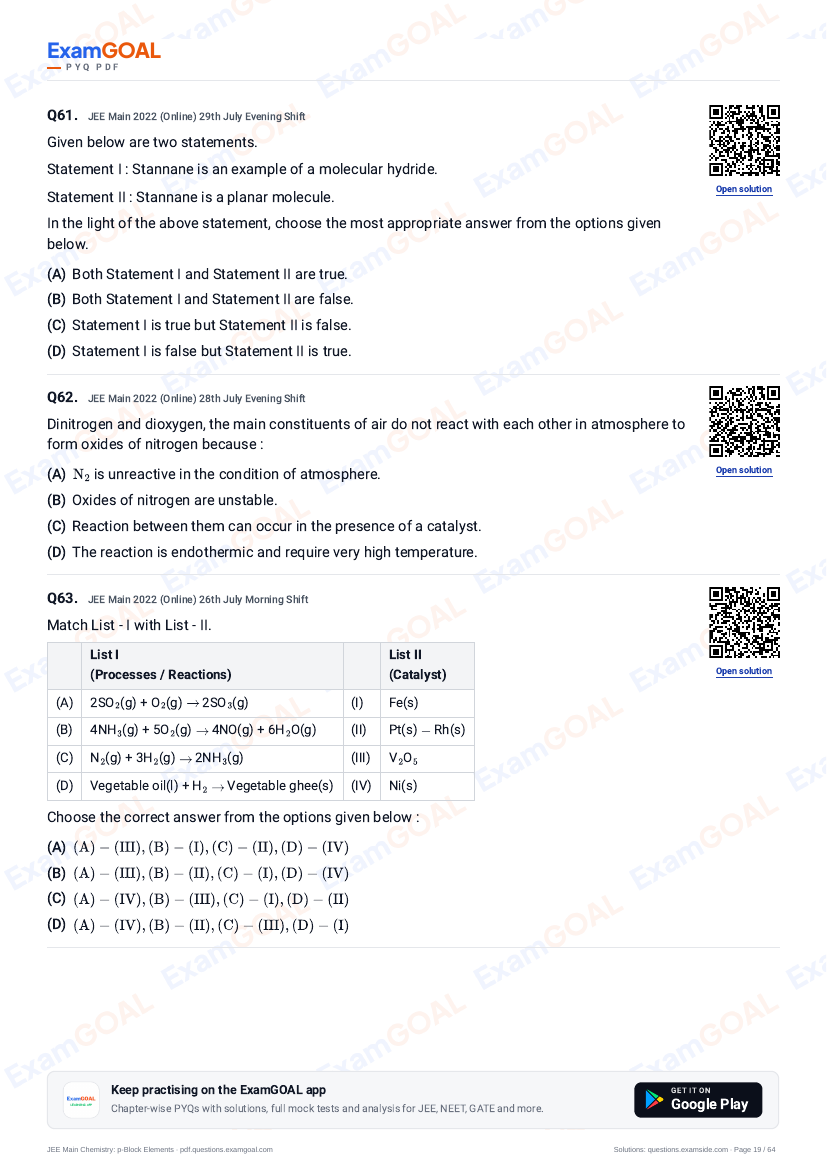 ExamGOAL
PYQ PDF
Q61. JEE Main 2022 (Online) 29th July Evening Shift
Given below are two statements.
Statement I : Stannane is an example of a molecular hydride.
Statement II : Stannane is a planar molecule.
In the light of the above statement, choose the most appropriate answer from the options given
below.
(A) Both Statement I and Statement II are true.
(B) Both Statement I and Statement II are false.
(C) Statement I is true but Statement II is false.
(D) Statement I is false but Statement II is true.
Open solution
Q62. JEE Main 2022 (Online) 28th July Evening Shift
Dinitrogen and dioxygen, the main constituents of air do not react with each other in atmosphere to
form oxides of nitrogen because :
(A) N₂ is unreactive in the condition of atmosphere.
(B) Oxides of nitrogen are unstable.
(C) Reaction between them can occur in the presence of a catalyst.
(D) The reaction is endothermic and require very high temperature.
Open solution
Q63. JEE Main 2022 (Online) 26th July Morning Shift
Match List - I with List - II.
List I List II
(Processes / Reactions) (Catalyst)
(A) 2SO₂(g) + O₂(g) → 2SO₃(g) (I) Fe(s)
(B) 4NH₃(g) + 5O₂(g) → 4NO(g) + 6H₂O(g) (II) Pt(s) – Rh(s)
(C) N₂(g) + 3H₂(g) → 2NH₃(g) (III) V₂O₅
(D) Vegetable oil(l) + H₂ → Vegetable ghee(s) (IV) Ni(s)
Choose the correct answer from the options given below :
(A) (A) − (III), (B) − (I), (C) − (II), (D) − (IV)
(B) (A) − (III), (B) − (II), (C) − (I), (D) − (IV)
(C) (A) − (IV), (B) − (III), (C) − (I), (D) − (II)
(D) (A) − (IV), (B) − (II), (C) − (III), (D) − (I)
Open solution
ExamGOAL
Keep practising on the ExamGOAL app
Chapter-wise PYQs with solutions, full mock tests and analysis for JEE, NEET, GATE and more.
GET IT ON
Google Play
JEE Main Chemistry: p-Block Elements · pdf.questions.examgoal.com
Solutions: questions.examside.com · Page 19 / 64